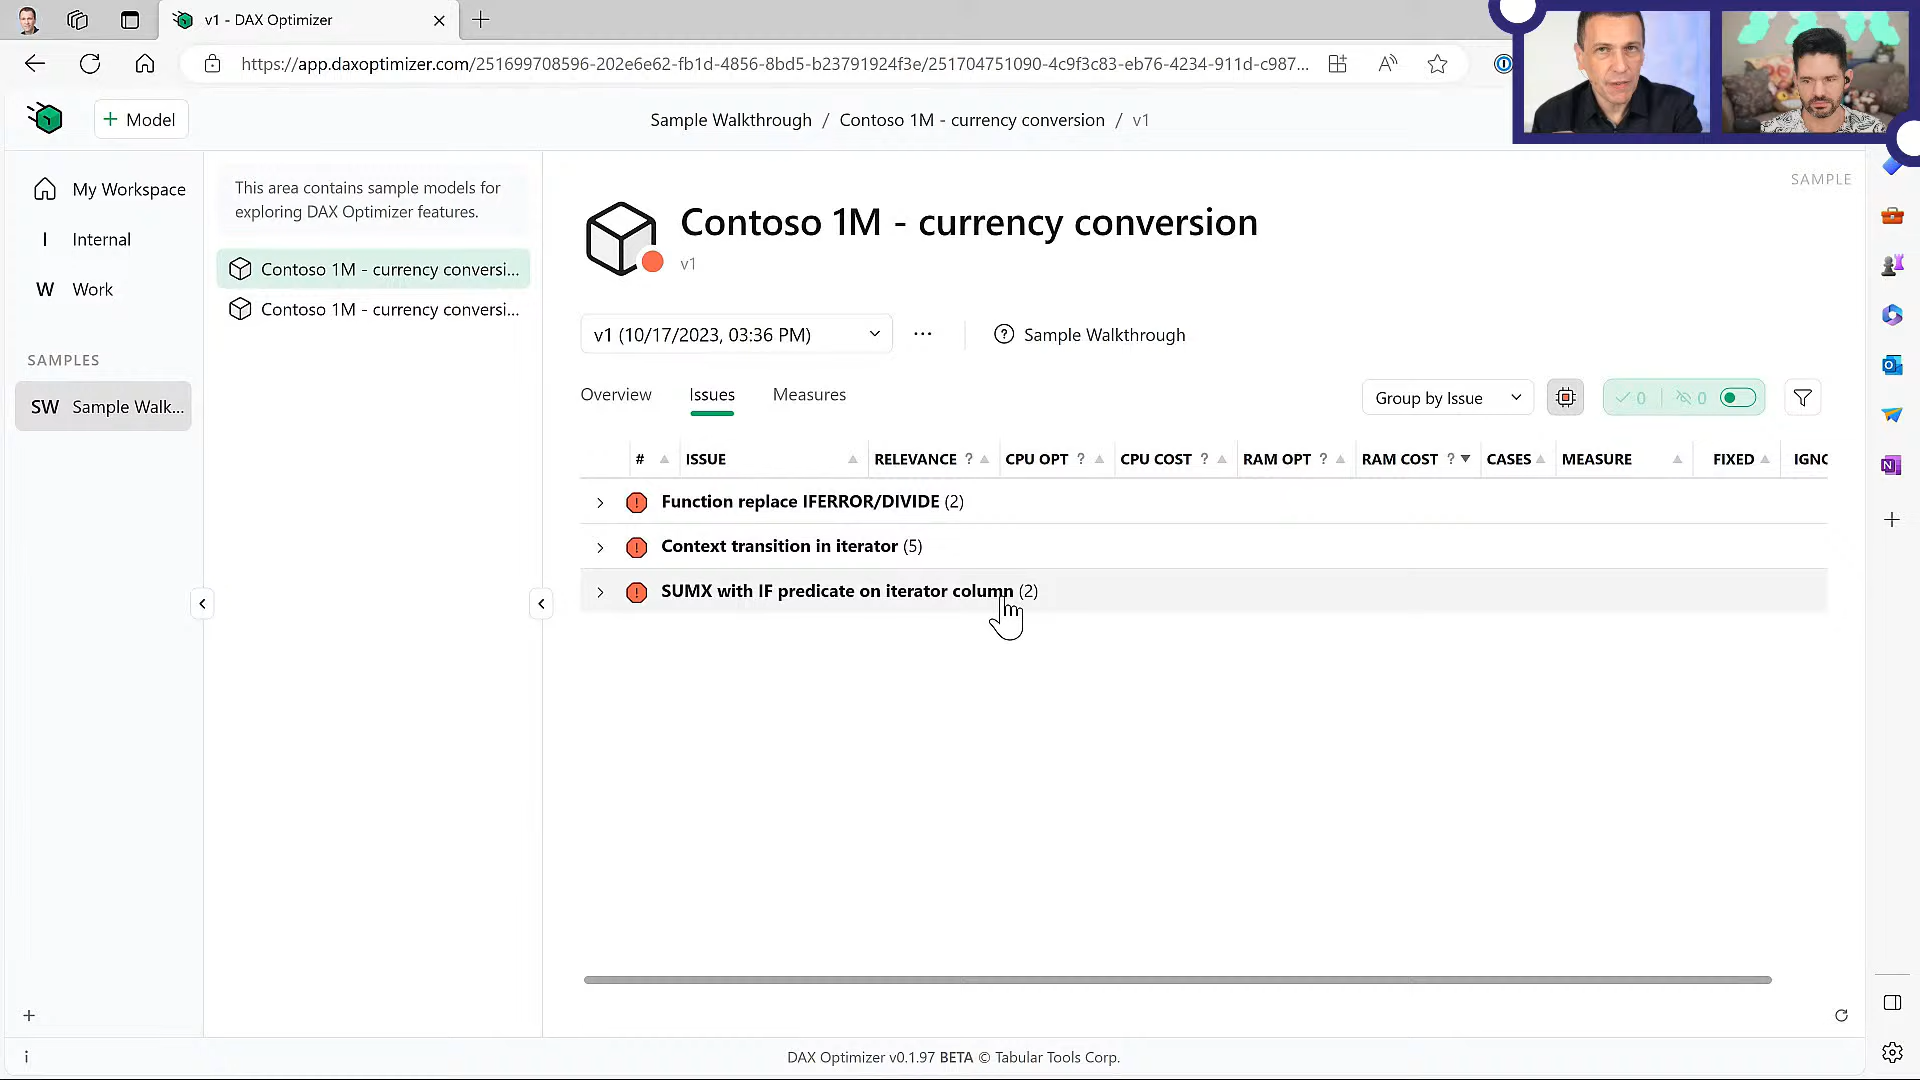 v1 - DAX Optimizer
https://app.daxoptimizer.com/251699708596-202e6e62-fb1d-4856-8bd5-b23791924f3e/251704751090-4c9f3c83-eb76-4234-911d-c987...
+ Model
Sample Walkthrough / Contoso 1M - currency conversion / v1
My Workspace
I Internal
W Work
SAMPLES
SW Sample Walk...
This area contains sample models for
exploring DAX Optimizer features.
Contoso 1M - currency conversi...
Contoso 1M - currency conversi...
SAMPLE
Contoso 1M - currency conversion
v1
v1 (10/17/2023, 03:36 PM)
Sample Walkthrough
Overview Issues Measures
Group by Issue
0 0
# ISSUE RELEVANCE ? CPU OPT ? CPU COST ? RAM OPT ? RAM COST ? CASES MEASURE FIXED IGNO
Function replace IFERROR/DIVIDE (2)
Context transition in iterator (5)
SUMX with IF predicate on iterator column (2)
DAX Optimizer v0.1.97 BETA © Tabular Tools Corp.